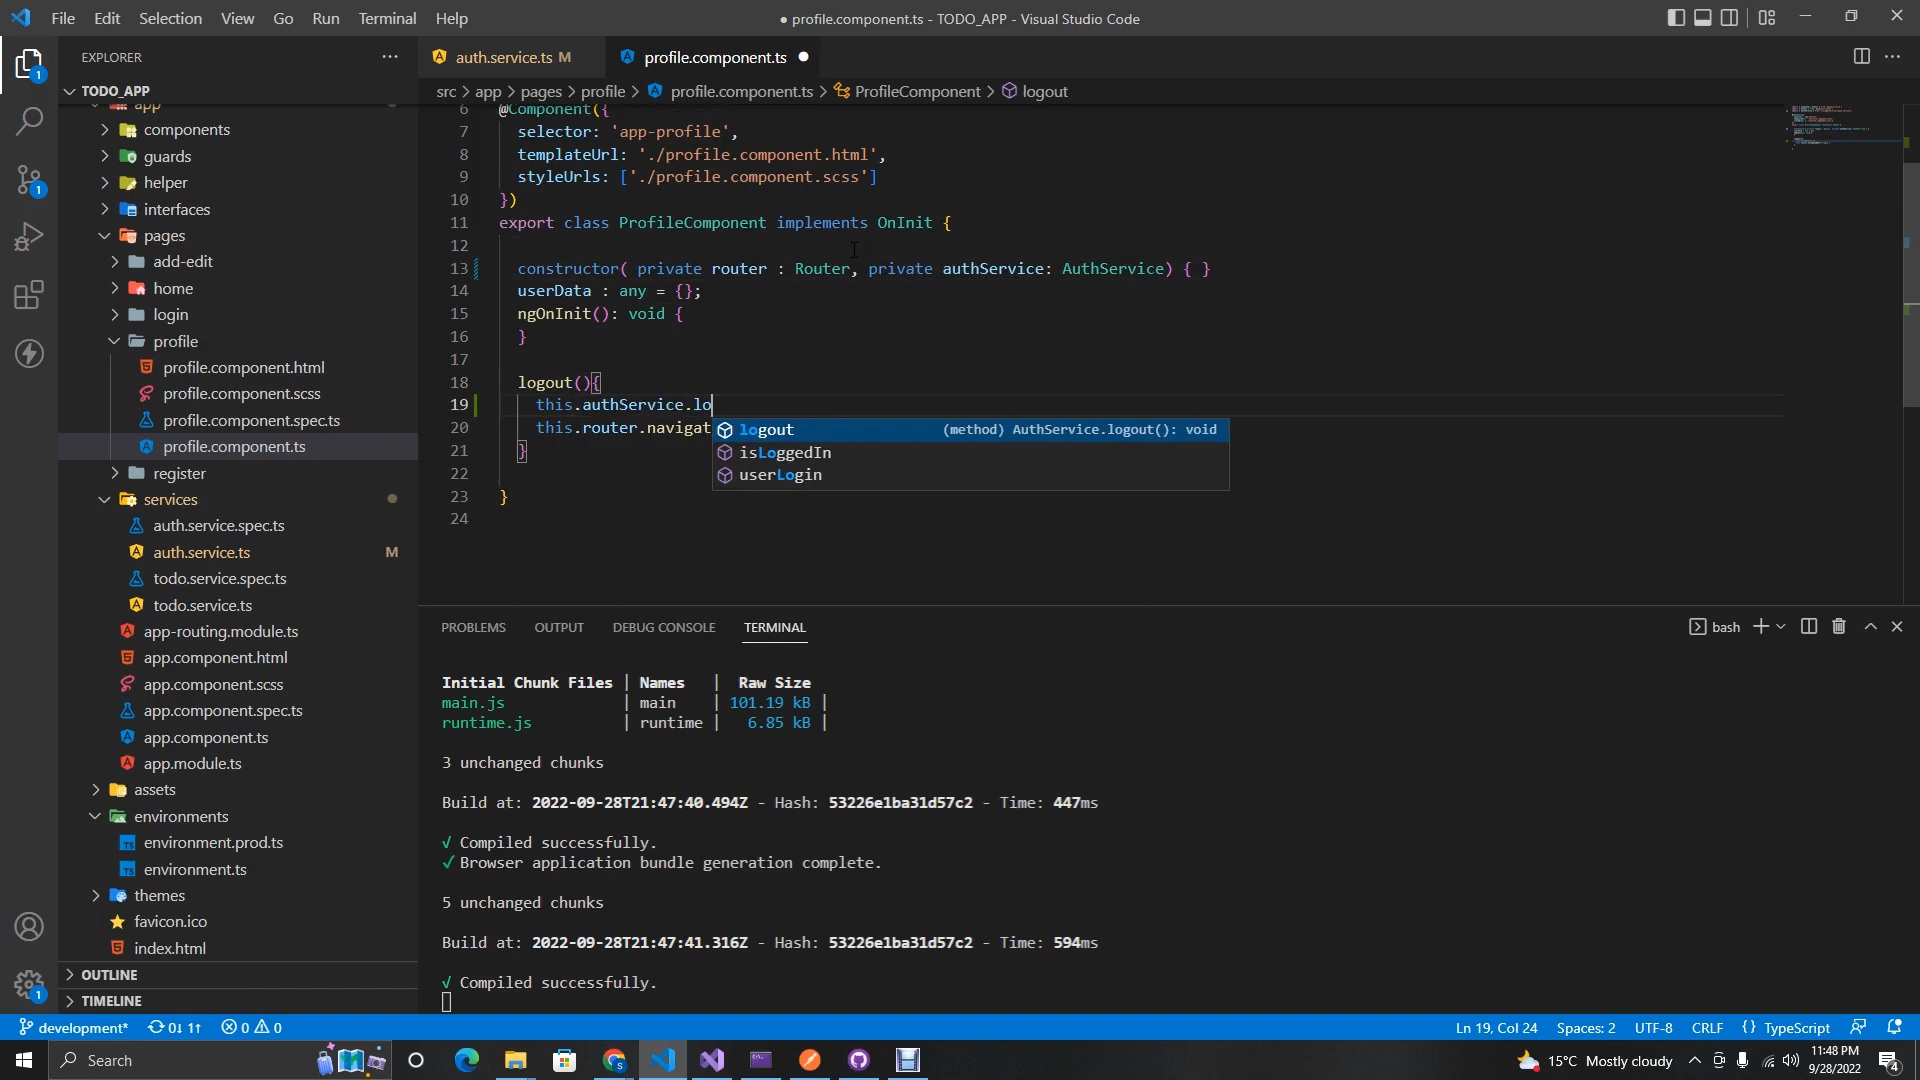 File Edit Selection View Go Run Terminal Help
● profile.component.ts - TODO_APP - Visual Studio Code
EXPLORER
TODO_APP
app
components
guards
helper
interfaces
pages
add-edit
home
login
profile
profile.component.html
profile.component.scss
profile.component.spec.ts
profile.component.ts
register
services
auth.service.spec.ts
auth.service.ts M
todo.service.spec.ts
todo.service.ts
app-routing.module.ts
app.component.html
app.component.scss
app.component.spec.ts
app.component.ts
app.module.ts
assets
environments
environment.prod.ts
environment.ts
themes
favicon.ico
index.html
OUTLINE
TIMELINE
auth.service.ts M
profile.component.ts ●
src > app > pages > profile > profile.component.ts > ProfileComponent > logout
6 @Component({
7 selector: 'app-profile',
8 templateUrl: './profile.component.html',
9 styleUrls: ['./profile.component.scss']
10 })
11 export class ProfileComponent implements OnInit {
12
13 constructor( private router : Router, private authService: AuthService) { }
14 userData : any = {};
15 ngOnInit(): void {
16 }
17
18 logout(){
19 this.authService.lo
20 this.router.navigat
21 }
22
23 }
24
logout (method) AuthService.logout(): void
isLoggedIn
userLogin
PROBLEMS OUTPUT DEBUG CONSOLE TERMINAL
bash
Initial Chunk Files | Names | Raw Size
main.js | main | 101.19 kB |
runtime.js | runtime | 6.85 kB |
3 unchanged chunks
Build at: 2022-09-28T21:47:40.494Z - Hash: 53226e1ba31d57c2 - Time: 447ms
√ Compiled successfully.
✓ Browser application bundle generation complete.
5 unchanged chunks
Build at: 2022-09-28T21:47:41.316Z - Hash: 53226e1ba31d57c2 - Time: 594ms
√ Compiled successfully.
development* 0↓ 1↑ 0 0
Ln 19, Col 24 Spaces: 2 UTF-8 CRLF {} TypeScript
Search
15°C Mostly cloudy
11:48 PM
9/28/2022
4